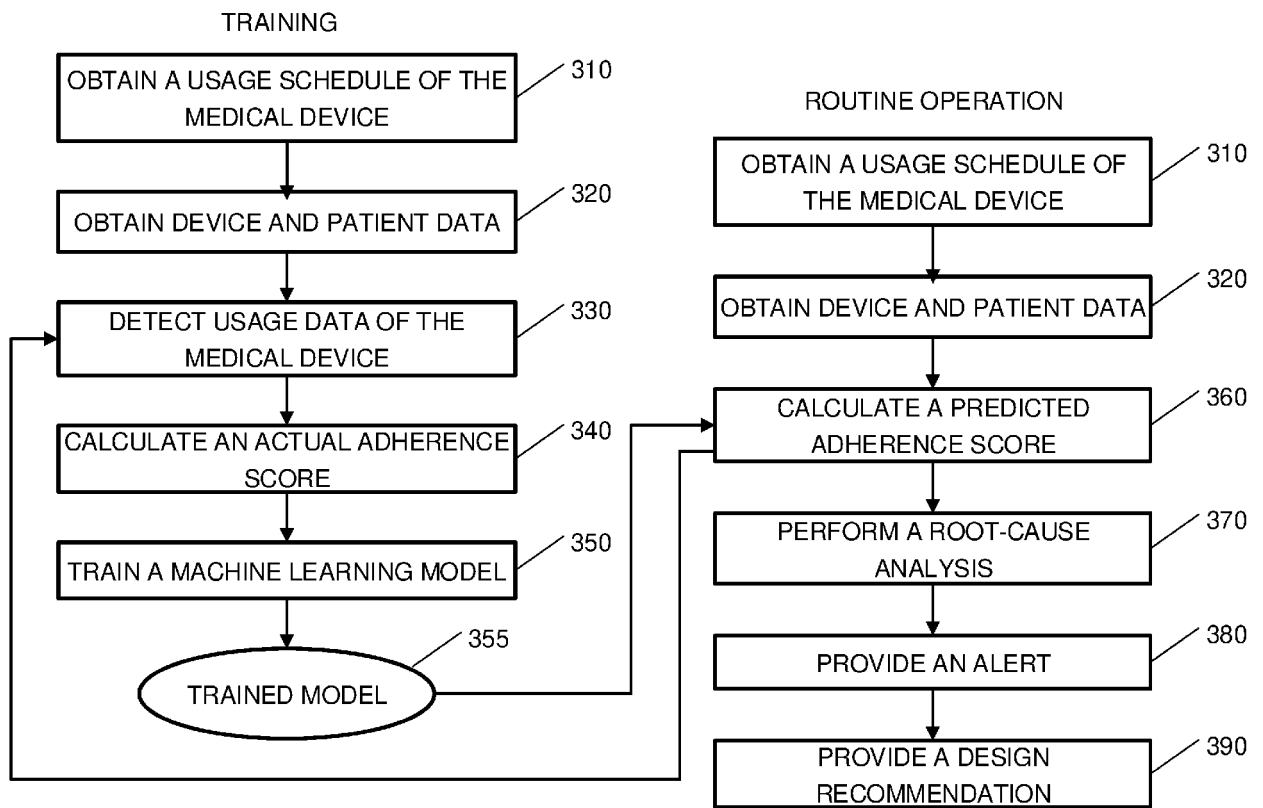 TRAINING
OBTAIN A USAGE SCHEDULE OF THE
MEDICAL DEVICE
310
OBTAIN DEVICE AND PATIENT DATA
320
DETECT USAGE DATA OF THE
MEDICAL DEVICE
330
CALCULATE AN ACTUAL ADHERENCE
SCORE
340
TRAIN A MACHINE LEARNING MODEL
350
TRAINED MODEL
355
ROUTINE OPERATION
OBTAIN A USAGE SCHEDULE OF
THE MEDICAL DEVICE
310
OBTAIN DEVICE AND PATIENT DATA
320
CALCULATE A PREDICTED
ADHERENCE SCORE
360
PERFORM A ROOT-CAUSE
ANALYSIS
370
PROVIDE AN ALERT
380
PROVIDE A DESIGN
RECOMMENDATION
390